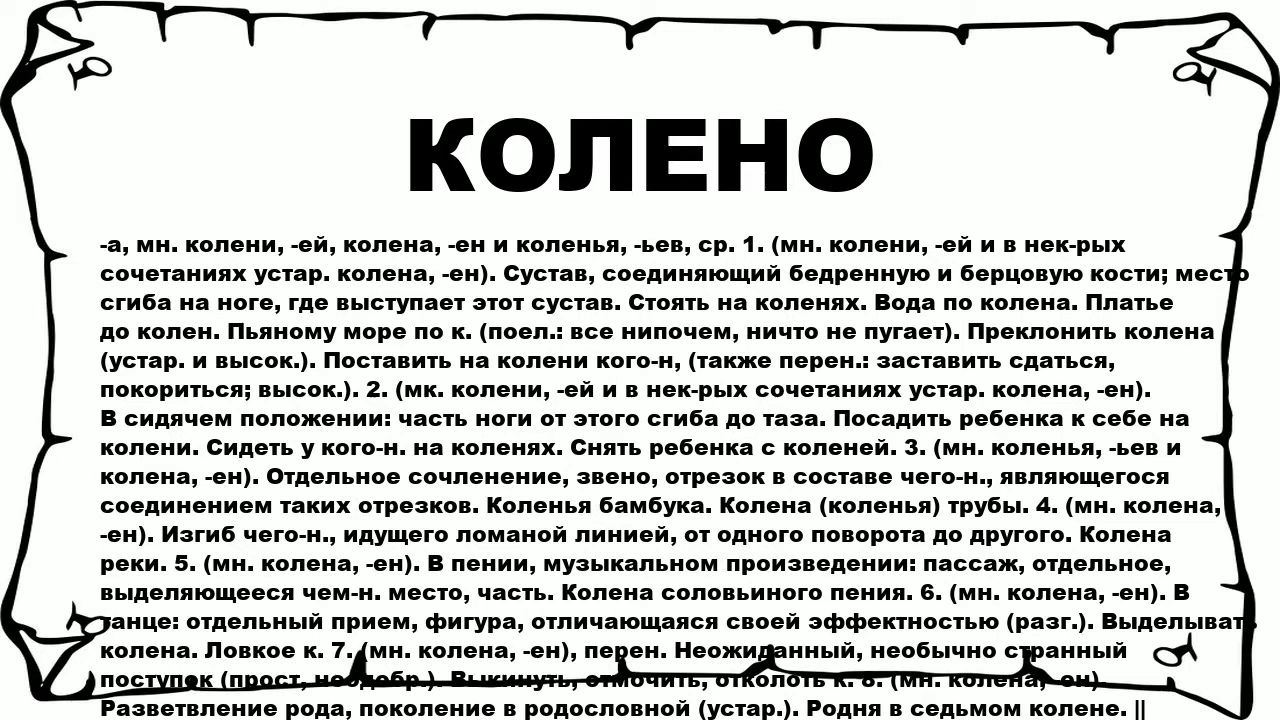 КОЛЕНО
-а, мн. колени, -ей, колена, -ен и коленья, -ьев, ср. 1. (мн. колени, -ей и в нек-рых
сочетаниях устар. колена, -ен). Сустав, соединяющий бедренную и берцовую кости; место
сгиба на ноге, где выступает этот сустав. Стоять на коленях. Вода по колена. Платье
до колен. Пьяному море по к. (поел.: все нипочем, ничто не пугает). Преклонить колена
(устар. и высок.). Поставить на колени кого-н, (также перен.: заставить сдаться,
покориться; высок.). 2. (мк. колени, -ей и в нек-рых сочетаниях устар. колена, -ен).
В сидячем положении: часть ноги от этого сгиба до таза. Посадить ребенка к себе на
колени. Сидеть у кого-н. на коленях. Снять ребенка с коленей. 3. (мн. коленья, -ьев и
колена, -ен). Отдельное сочленение, звено, отрезок в составе чего-н., являющегося
соединением таких отрезков. Коленья бамбука. Колена (коленья) трубы. 4. (мн. колена,
-ен). Изгиб чего-н., идущего ломаной линией, от одного поворота до другого. Колена
реки. 5. (мн. колена, -ен). В пении, музыкальном произведении: пассаж, отдельное,
выделяющееся чем-н. место, часть. Колена соловьиного пения. 6. (мн. колена, -ен). В
танце: отдельный прием, фигура, отличающаяся своей эффектностью (разг.). Выделывать
колена. Ловкое к. 7. (мн. колена, -ен), перен. Неожиданный, необычно странный
поступок (прост, неодобр.). Выкинуть, отмочить, отколоть к. 8. (мн. колена, -ен).
Разветвление рода, поколение в родословной (устар.). Родня в седьмом колене. ||